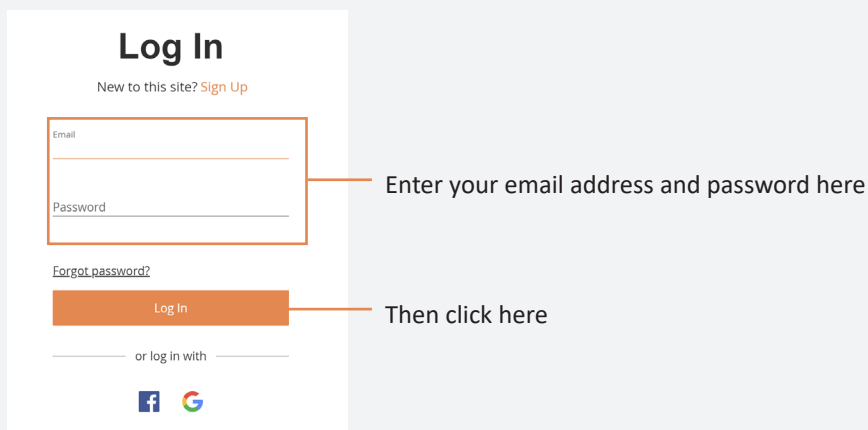 Log In
New to this site? Sign Up
Email
Enter your email address and password here
Password
Forgot password?
Log In
Then click here
or log in with